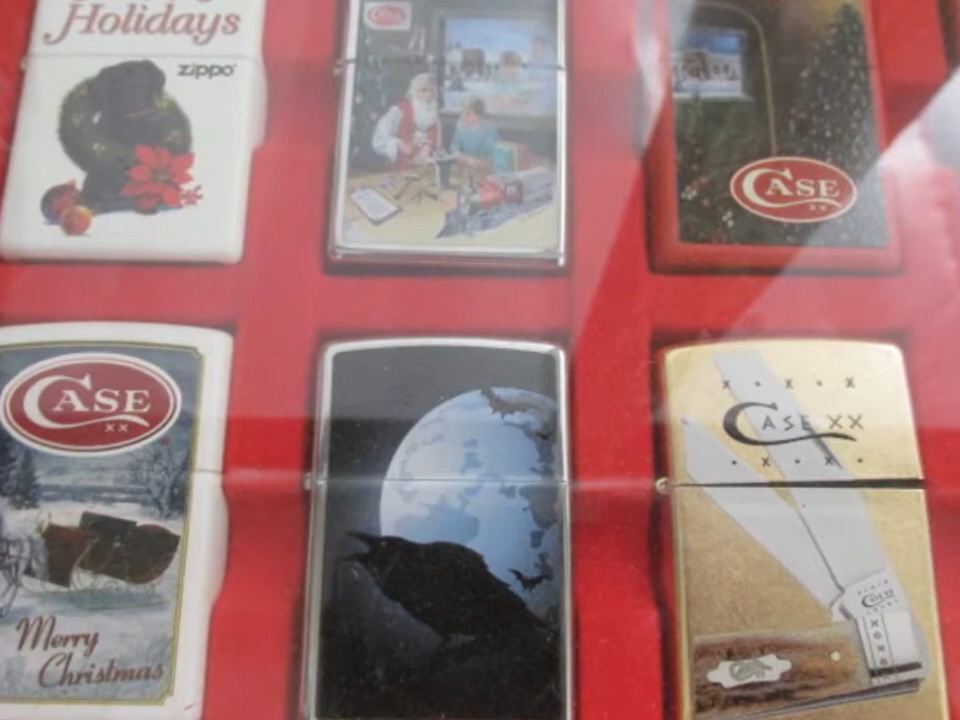 Holidays
zippo
CASE
XX
CASE
XX
Merry
Christmas
x · x · x
CASE XX
· x · x ·